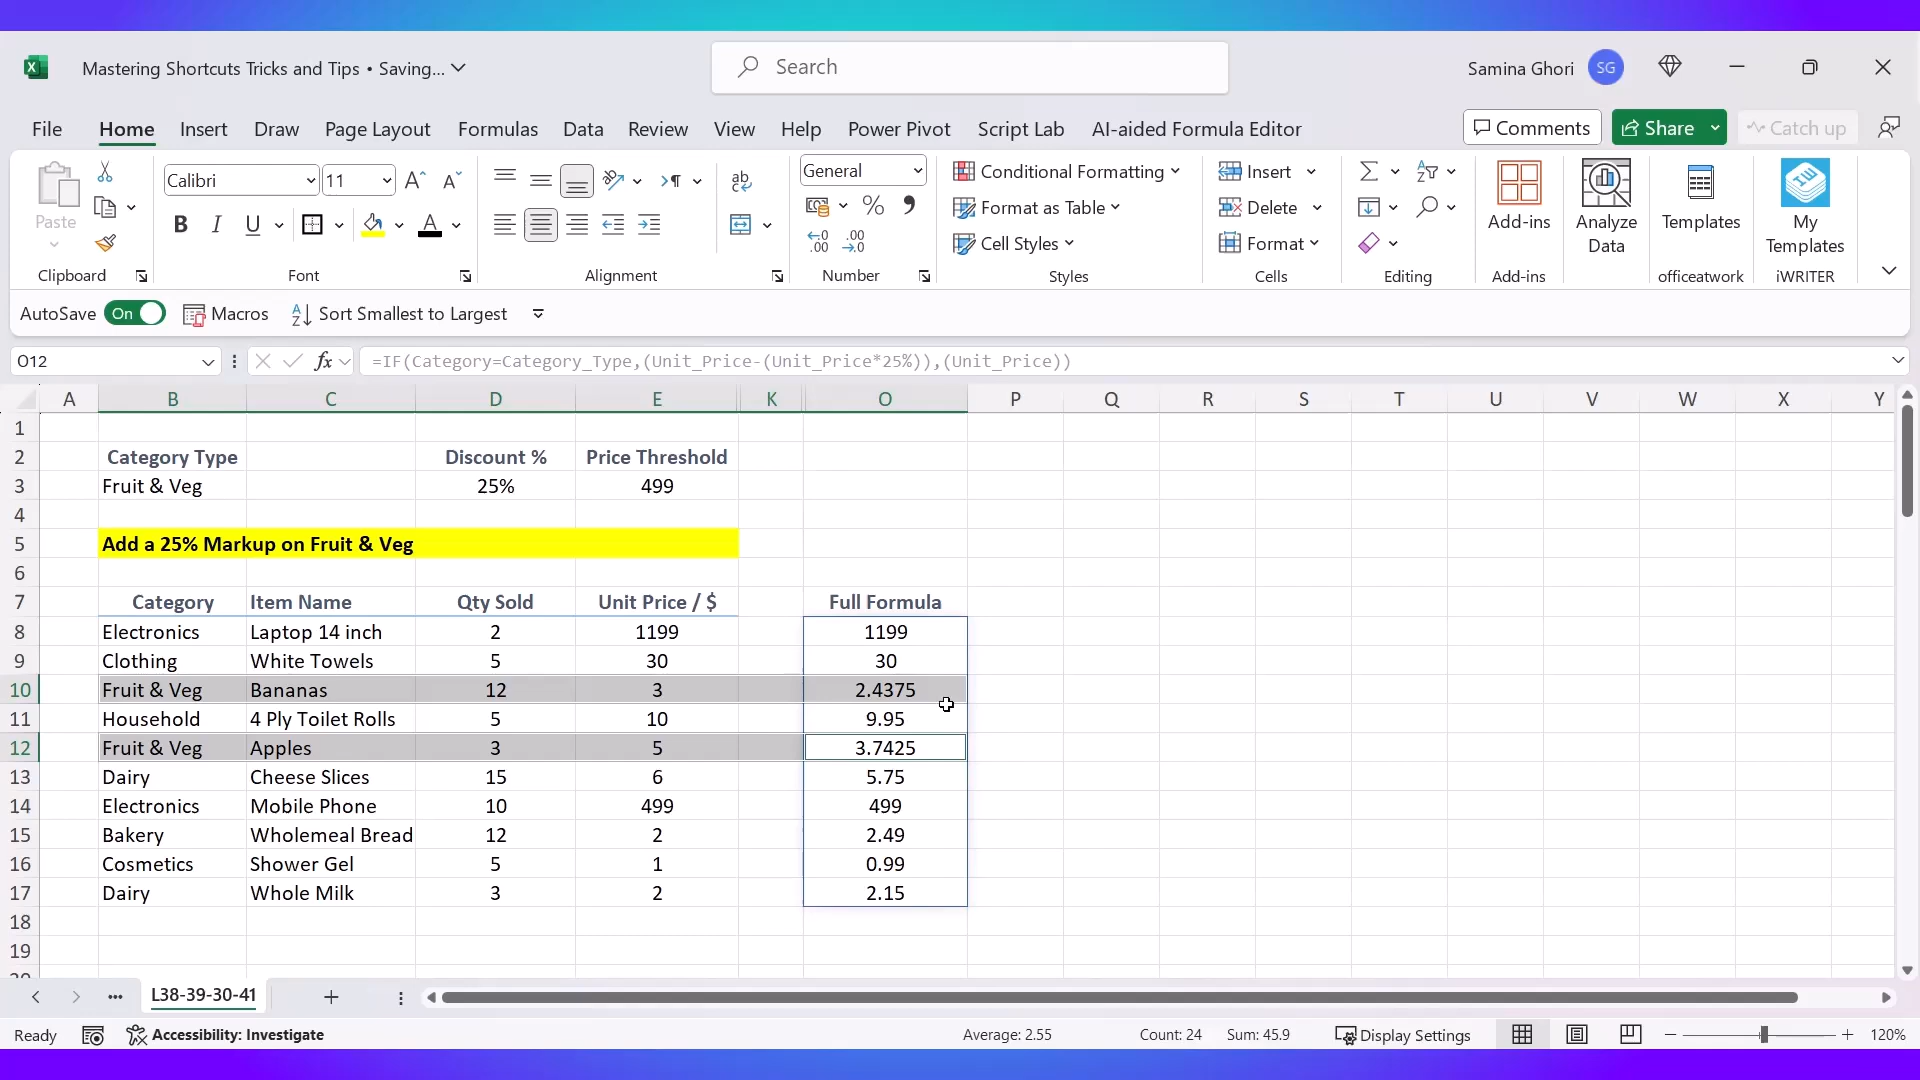 Mastering Shortcuts Tricks and Tips • Saving...
Search
Samina Ghori
SG
File Home Insert Draw Page Layout Formulas Data Review View Help Power Pivot Script Lab AI-aided Formula Editor
Comments Share Catch up
Paste
Clipboard
Calibri 11
B I U A
Font
Alignment
General
Number
Conditional Formatting
Format as Table
Cell Styles
Styles
Insert
Delete
Format
Cells
Editing
Add-ins
Add-ins
Analyze Data
Templates
officeatwork
My Templates
iWRITER
AutoSave On Macros Sort Smallest to Largest
O12 fx =IF(Category=Category_Type,(Unit_Price-(Unit_Price*25%)),(Unit_Price))
A B C D E K O P Q R S T U V W X Y
1
2 Category Type Discount % Price Threshold
3 Fruit & Veg 25% 499
4
5 Add a 25% Markup on Fruit & Veg
6
7 Category Item Name Qty Sold Unit Price / $ Full Formula
8 Electronics Laptop 14 inch 2 1199 1199
9 Clothing White Towels 5 30 30
10 Fruit & Veg Bananas 12 3 2.4375
11 Household 4 Ply Toilet Rolls 5 10 9.95
12 Fruit & Veg Apples 3 5 3.7425
13 Dairy Cheese Slices 15 6 5.75
14 Electronics Mobile Phone 10 499 499
15 Bakery Wholemeal Bread 12 2 2.49
16 Cosmetics Shower Gel 5 1 0.99
17 Dairy Whole Milk 3 2 2.15
18
19
L38-39-30-41
Ready Accessibility: Investigate Average: 2.55 Count: 24 Sum: 45.9 Display Settings 120%